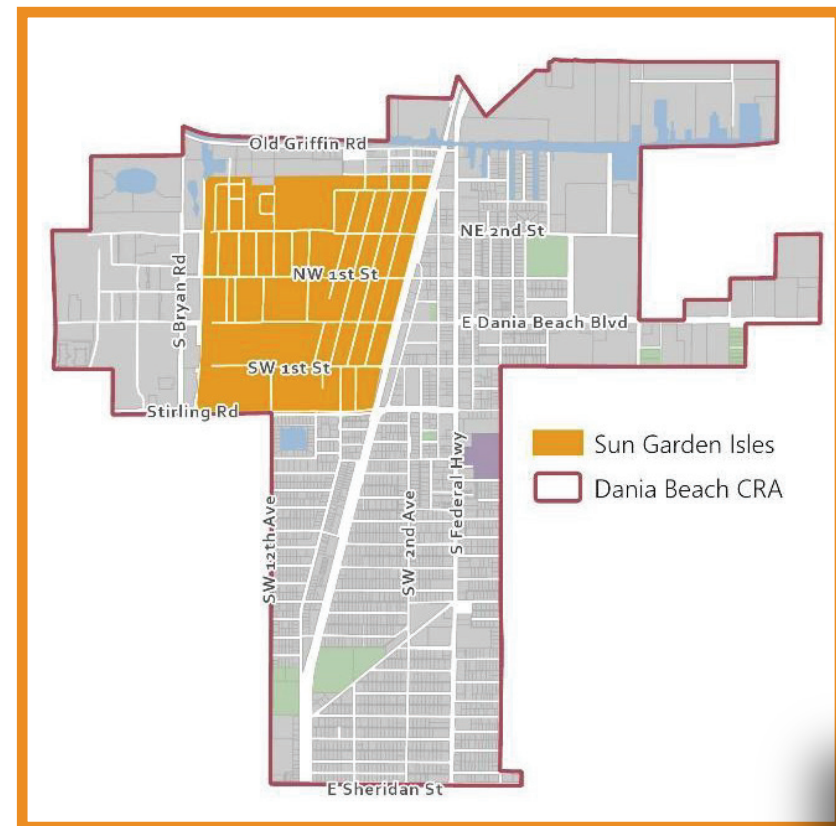 Old Griffin Rd
NE 2nd St
S Bryan Rd
NW 1st St
E Dania Beach Blvd
SW 1st St
Stirling Rd
Sun Garden Isles
Dania Beach CRA
S Federal Hwy
SW 2nd Ave
SW 12th Ave
E Sheridan St